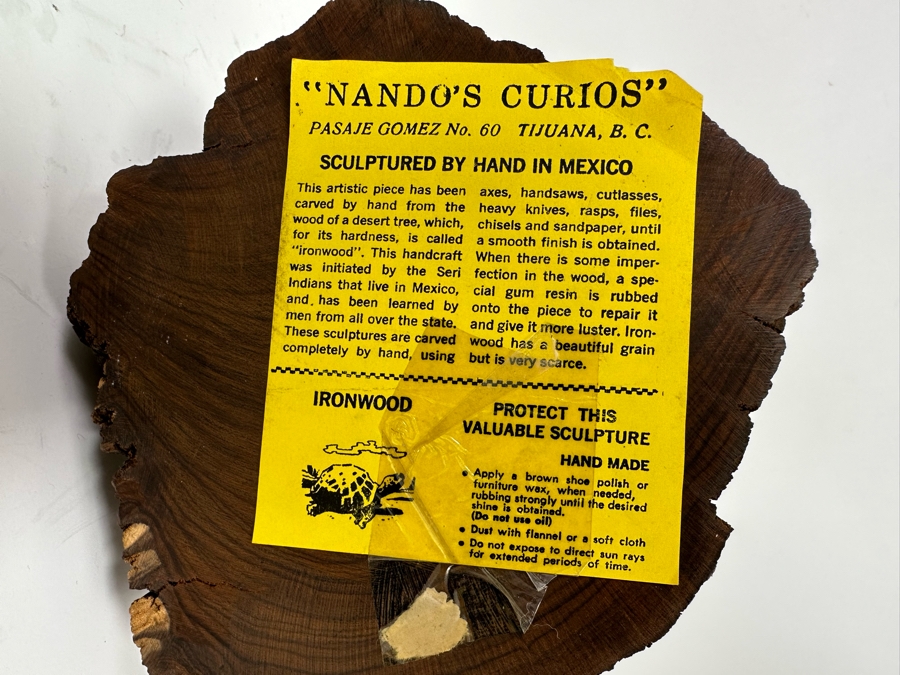 "NANDO'S CURIOS"
PASAJE GOMEZ No. 60 TIJUANA, B. C.
SCULPTURED BY HAND IN MEXICO
This artistic piece has been
carved by hand from the
wood of a desert tree, which,
for its hardness, is called
"ironwood". This handcraft
was initiated by the Seri
Indians that live in Mexico,
and has been learned by
men from all over the state.
These sculptures are carved
completely by hand, using
axes, handsaws, cutlasses,
heavy knives, rasps, files,
chisels and sandpaper, until
a smooth finish is obtained.
When there is some imper-
fection in the wood, a spe-
cial gum resin is rubbed
onto the piece to repair it
and give it more luster. Iron-
wood has a beautiful grain
but is very scarce.
IRONWOOD
PROTECT THIS
VALUABLE SCULPTURE
HAND MADE
• Apply a brown shoe polish or
furniture wax, when needed,
rubbing strongly until the desired
shine is obtained.
(Do not use oil)
• Dust with flannel or a soft cloth
• Do not expose to direct sun rays
for extended periods of time.